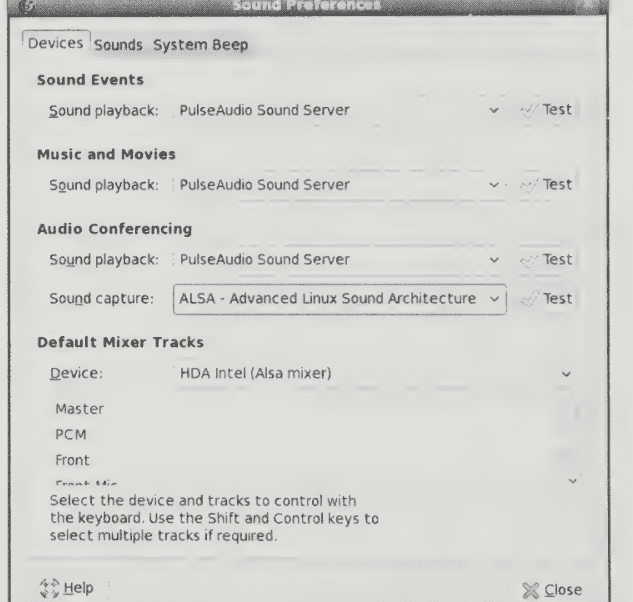 Sound Preferences
Devices Sounds System Beep
Sound Events
Sound playback: PulseAudio Sound Server Test
Music and Movies
Sound playback: PulseAudio Sound Server Test
Audio Conferencing
Sound playback: PulseAudio Sound Server Test
Sound capture: ALSA - Advanced Linux Sound Architecture Test
Default Mixer Tracks
Device: HDA Intel (Alsa mixer)
Master
PCM
Front
Front Mic
Select the device and tracks to control with
the keyboard. Use the Shift and Control keys to
select multiple tracks if required.
Help Close